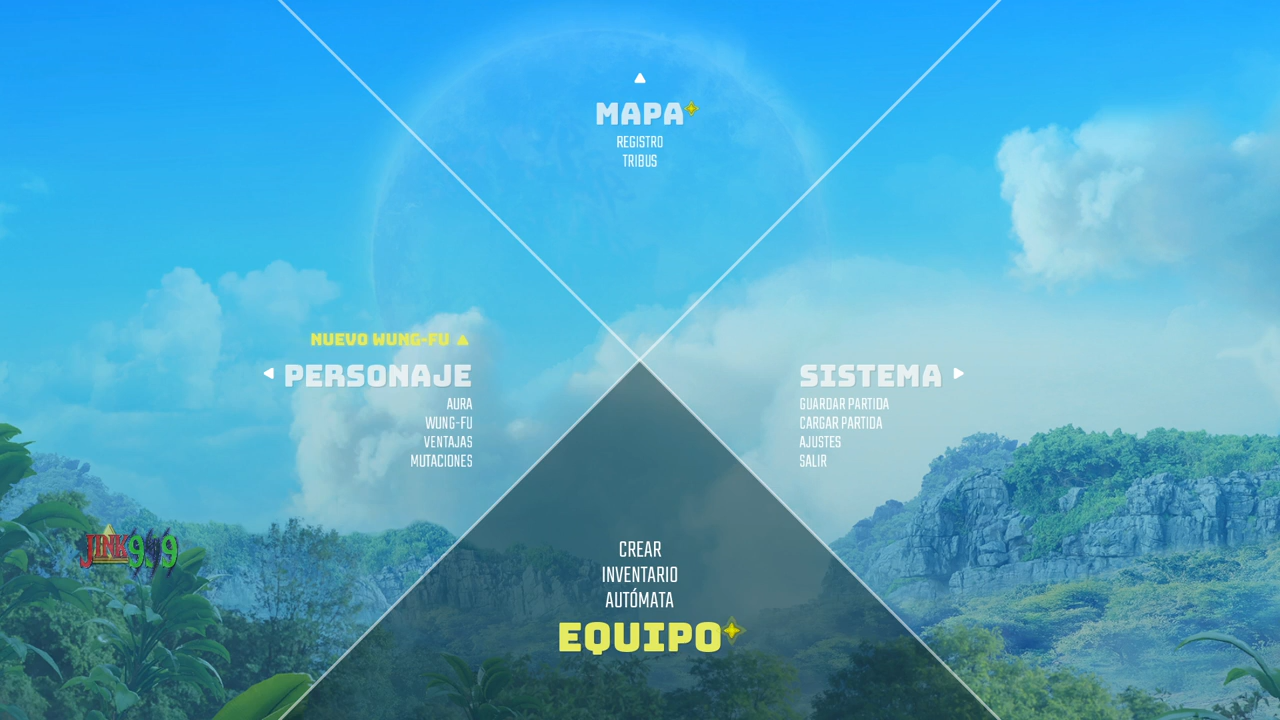 MAPA
REGISTRO
TRIBUS
NUEVO WUNG-FU
PERSONAJE
AURA
WUNG-FU
VENTAJAS
MUTACIONES
SISTEMA
GUARDAR PARTIDA
CARGAR PARTIDA
AJUSTES
SALIR
JINK999
CREAR
INVENTARIO
AUTÓMATA
EQUIPO